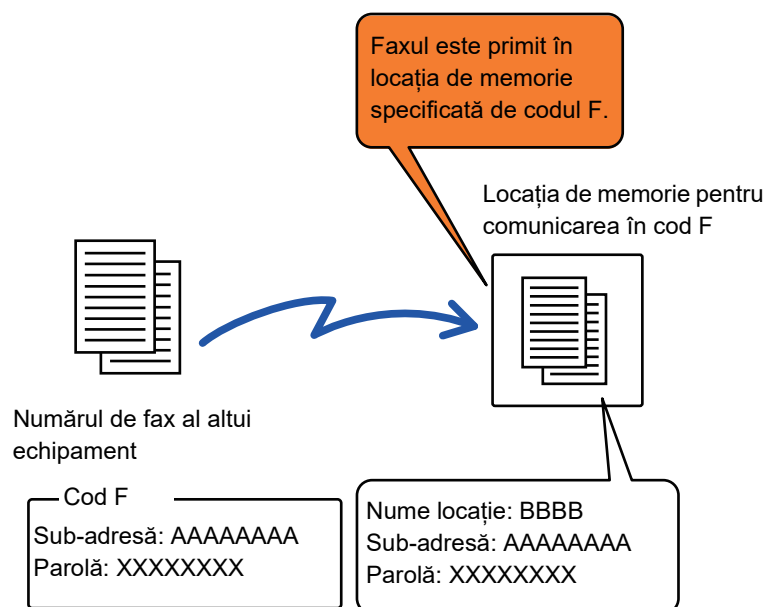 Faxul este primit în
locația de memorie
specificată de codul F.
Locația de memorie pentru
comunicarea în cod F
Numărul de fax al altui
echipament
Cod F
Sub-adresă: AAAAAAAA
Parolă: XXXXXXXX
Nume locație: BBBB
Sub-adresă: AAAAAAAA
Parolă: XXXXXXXX